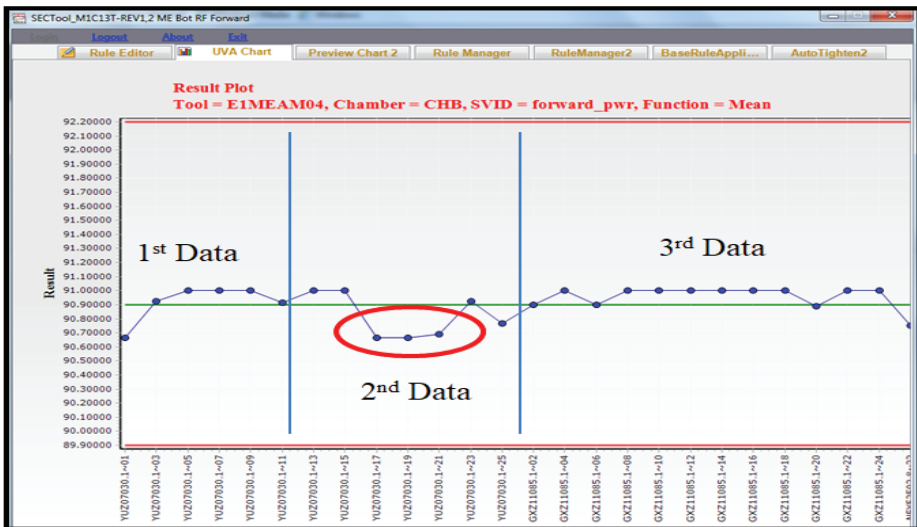 SECTool_M1C13T-REV1,2 ME Bot RF Forward
Login Logout About Exit
Rule Editor UVA Chart Preview Chart 2 Rule Manager RuleManager2 BaseRuleAppli... AutoTighten2
Result Plot
Tool = E1MEAM04, Chamber = CHB, SVID = forward_pwr, Function = Mean
92.20000
92.10000
92.00000
91.90000
91.80000
91.70000
91.60000
91.50000
91.40000
91.30000
91.20000
91.10000
91.00000
90.90000
90.80000
90.70000
90.60000
90.50000
90.40000
90.30000
90.20000
90.10000
90.00000
89.90000
Result
1st Data
2nd Data
3rd Data
YUZ07030.1~01
YUZ07030.1~03
YUZ07030.1~05
YUZ07030.1~07
YUZ07030.1~09
YUZ07030.1~11
YUZ07030.1~13
YUZ07030.1~15
YUZ07030.1~17
YUZ07030.1~19
YUZ07030.1~21
YUZ07030.1~23
YUZ07030.1~25
GXZ11085.1~02
GXZ11085.1~04
GXZ11085.1~06
GXZ11085.1~08
GXZ11085.1~10
GXZ11085.1~12
GXZ11085.1~14
GXZ11085.1~16
GXZ11085.1~18
GXZ11085.1~20
GXZ11085.1~22
GXZ11085.1~24